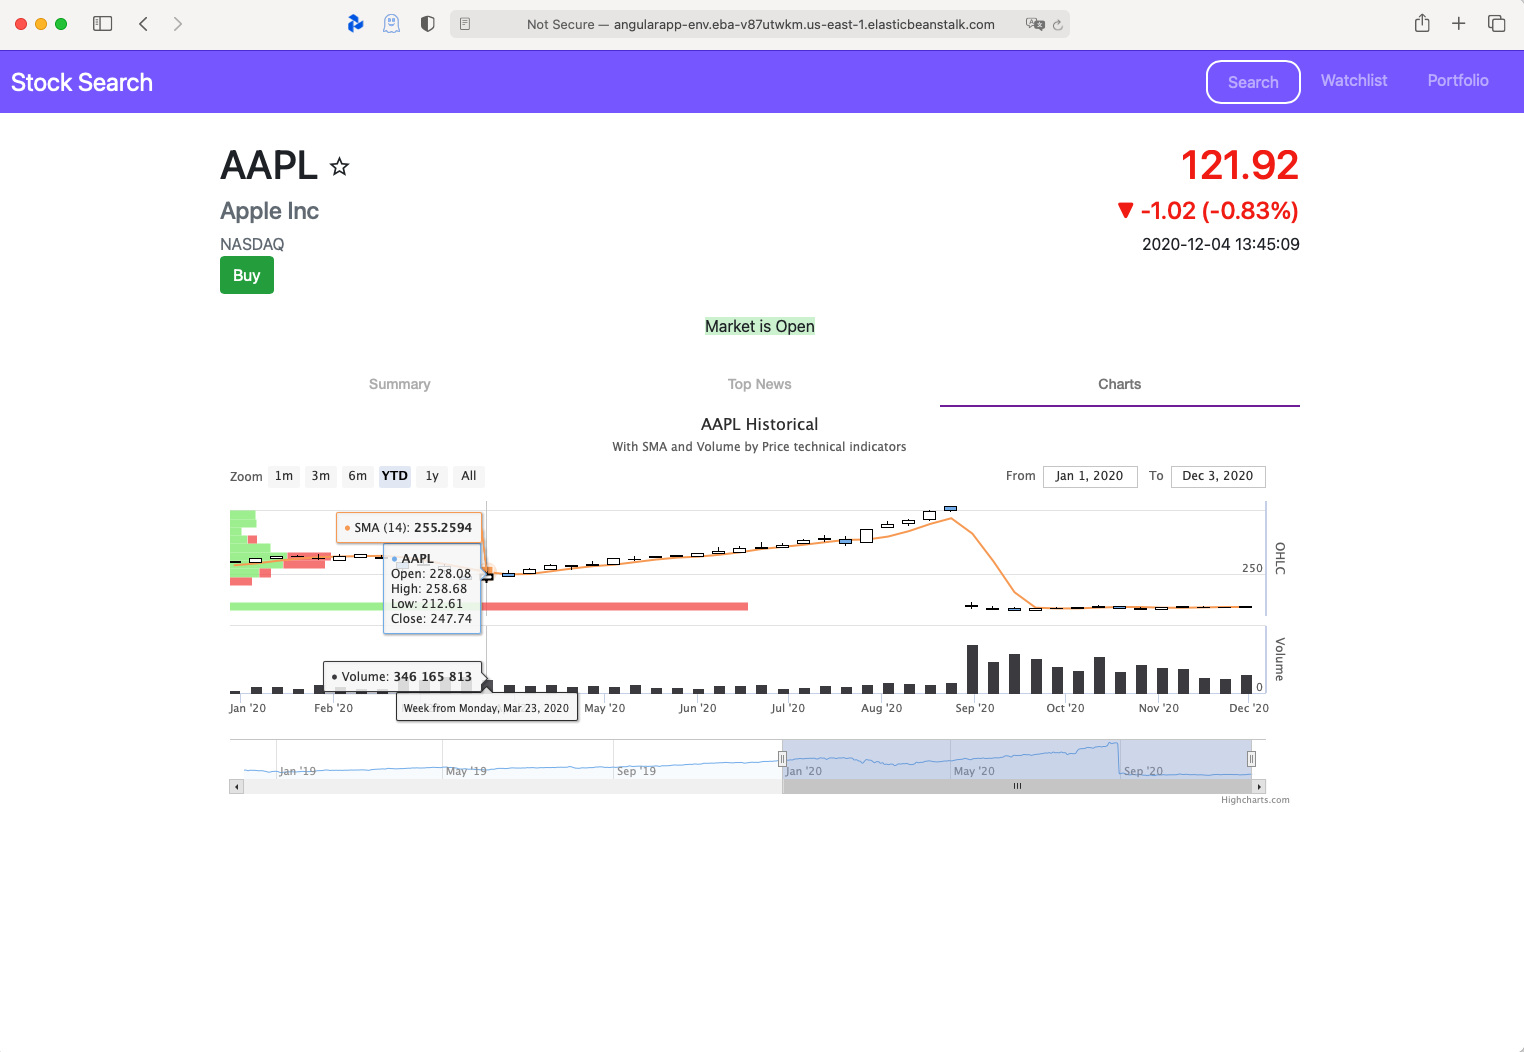 Not Secure — angularapp-env.eba-v87utwkm.us-east-1.elasticbeanstalk.com
Stock Search
Search
Watchlist
Portfolio
AAPL
121.92
Apple Inc
-1.02 (-0.83%)
NASDAQ
2020-12-04 13:45:09
Buy
Market is Open
Summary
Top News
Charts
AAPL Historical
With SMA and Volume by Price technical indicators
Zoom 1m 3m 6m YTD 1y All
From Jan 1, 2020 To Dec 3, 2020
SMA (14): 255.2594
AAPL
Open: 228.08
High: 258.68
Low: 212.61
Close: 247.74
250
OHLC
Volume: 346 165 813
0
Volume
Week from Monday, Mar 23, 2020
Jan '20 Feb '20 May '20 Jun '20 Jul '20 Aug '20 Sep '20 Oct '20 Nov '20 Dec '20
Jan '19 May '19 Sep '19 Jan '20 May '20 Sep '20
Highcharts.com